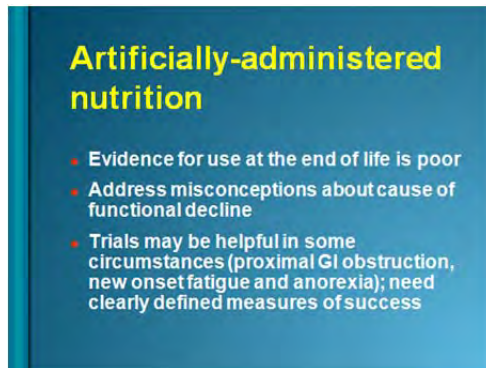 Artificially-administered
nutrition
Evidence for use at the end of life is poor
Address misconceptions about cause of
functional decline
Trials may be helpful in some
circumstances (proximal GI obstruction,
new onset fatigue and anorexia); need
clearly defined measures of success